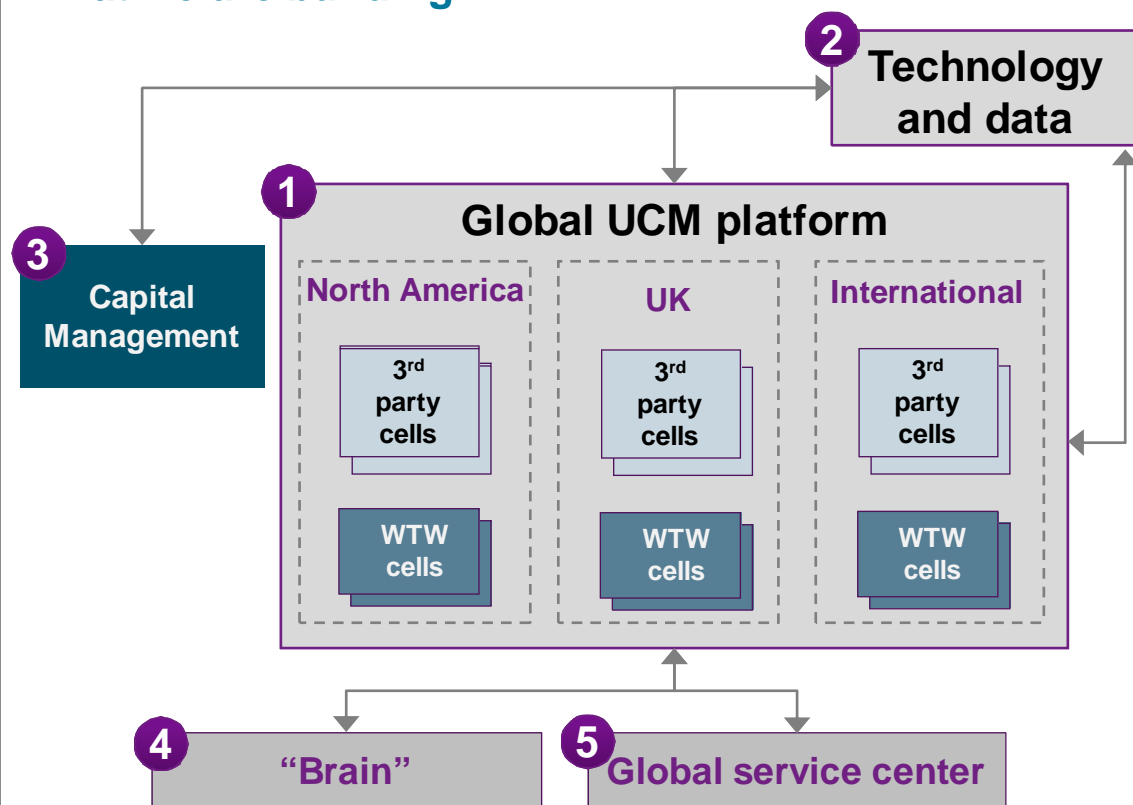 2
Technology
and data
1
Global UCM platform
3
Capital
Management
North America
UK
International
3rd
party
cells
3rd
party
cells
3rd
party
cells
WTW
cells
WTW
cells
WTW
cells
4
“Brain”
5
Global service center